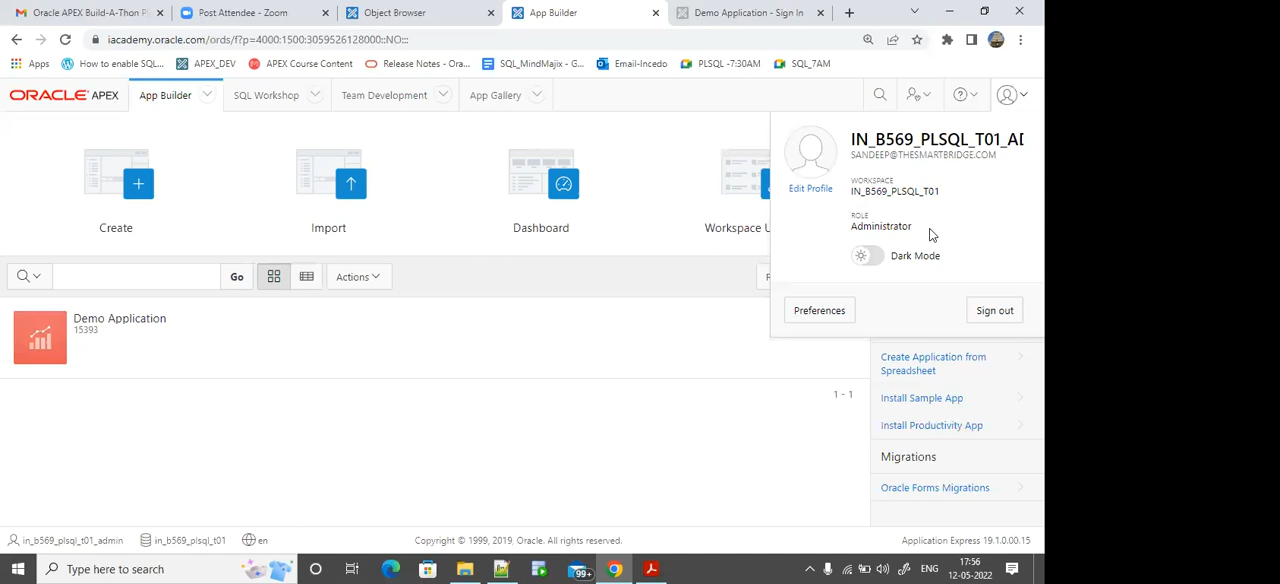 Oracle APEX Build-A-Thon P
Post Attendee - Zoom
Object Browser
App Builder
Demo Application - Sign In
iacademy.oracle.com/ords/f?p=4000:1500:3059526128000::NO:::
Apps
How to enable SQL...
APEX_DEV
APEX Course Content
Release Notes - Ora...
SQL_MindMajix - G...
Email-Incedo
PLSQL -7:30AM
SQL_7AM
ORACLE APEX
App Builder
SQL Workshop
Team Development
App Gallery
IN_B569_PLSQL_T01_AD
SANDEEP@THESMARTBRIDGE.COM
Edit Profile
WORKSPACE
IN_B569_PLSQL_T01
ROLE
Administrator
Dark Mode
Preferences
Sign out
Create
Import
Dashboard
Workspace U
Go
Actions
Demo Application
15393
1 - 1
Create Application from
Spreadsheet
Install Sample App
Install Productivity App
Migrations
Oracle Forms Migrations
in_b569_plsql_t01_admin
in_b569_plsql_t01
en
Copyright © 1999, 2019, Oracle. All rights reserved.
Application Express 19.1.0.00.15
Type here to search
99+
ENG
17:56
12-05-2022